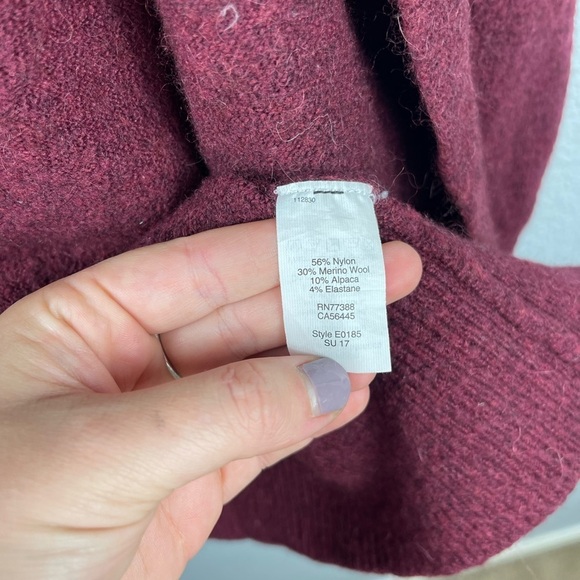 112830
56% Nylon
30% Merino Wool
10% Alpaca
4% Elastane
RN77388
CA56445
Style E0185
SU 17